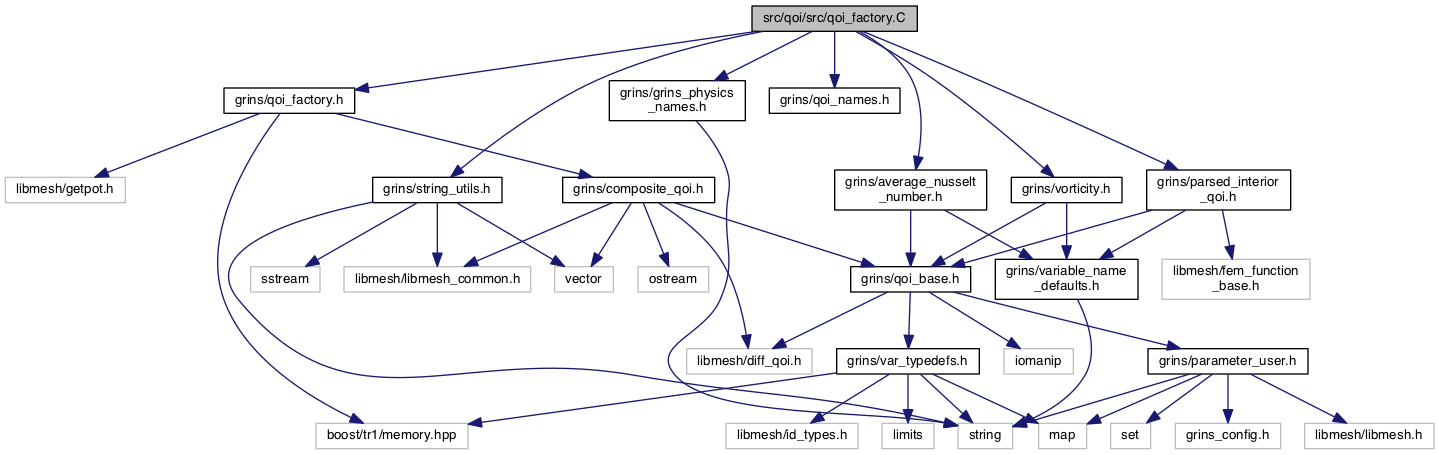 src/qoi/src/qoi_factory.C
grins/qoi_factory.h
grins/grins_physics
_names.h
grins/qoi_names.h
libmesh/getpot.h
grins/string_utils.h
grins/composite_qoi.h
grins/average_nusselt
_number.h
grins/vorticity.h
grins/parsed_interior
_qoi.h
sstream
libmesh/libmesh_common.h
vector
ostream
grins/qoi_base.h
grins/variable_name
_defaults.h
libmesh/fem_function
_base.h
libmesh/diff_qoi.h
grins/var_typedefs.h
iomanip
grins/parameter_user.h
boost/tr1/memory.hpp
libmesh/id_types.h
limits
string
map
set
grins_config.h
libmesh/libmesh.h